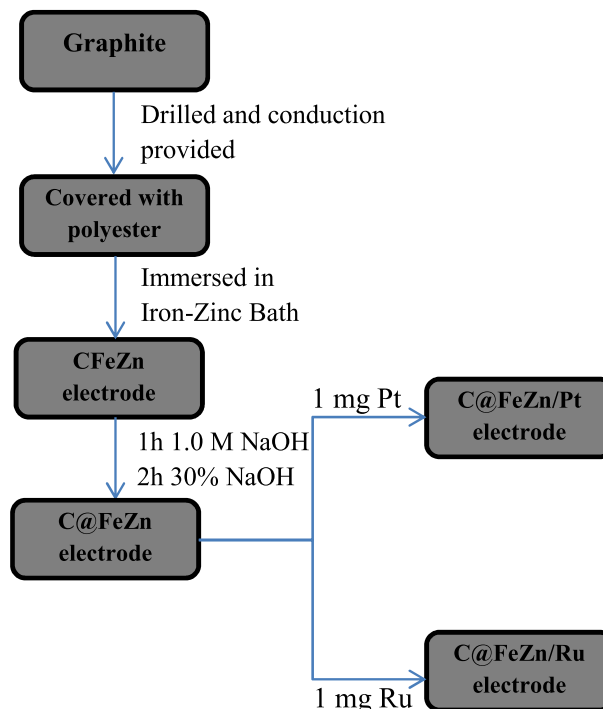 Graphite
Drilled and conduction
provided
Covered with
polyester
Immersed in
Iron-Zinc Bath
CFeZn
electrode
1h 1.0 M NaOH
2h 30% NaOH
C@FeZn
electrode
1 mg Pt
C@FeZn/Pt
electrode
1 mg Ru
C@FeZn/Ru
electrode